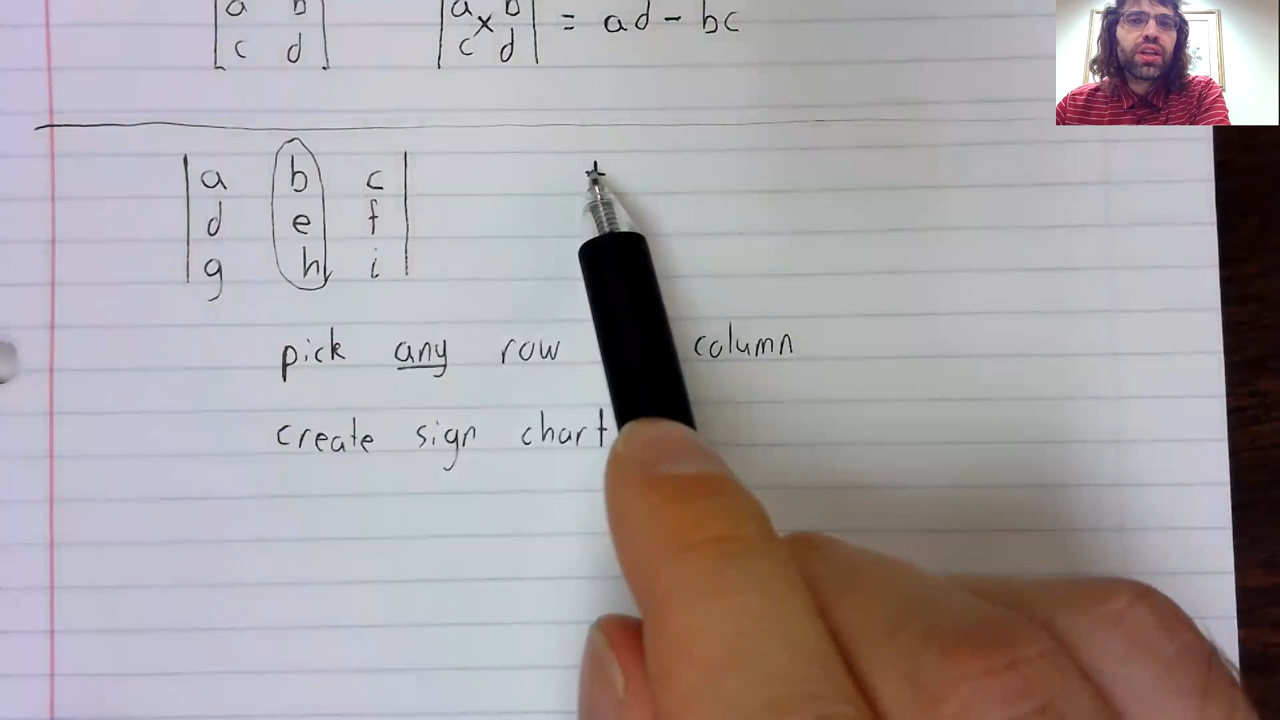 a b a b = ad - bc
c d c d
a b c +
d e f
g h i
pick any row column
create sign chart